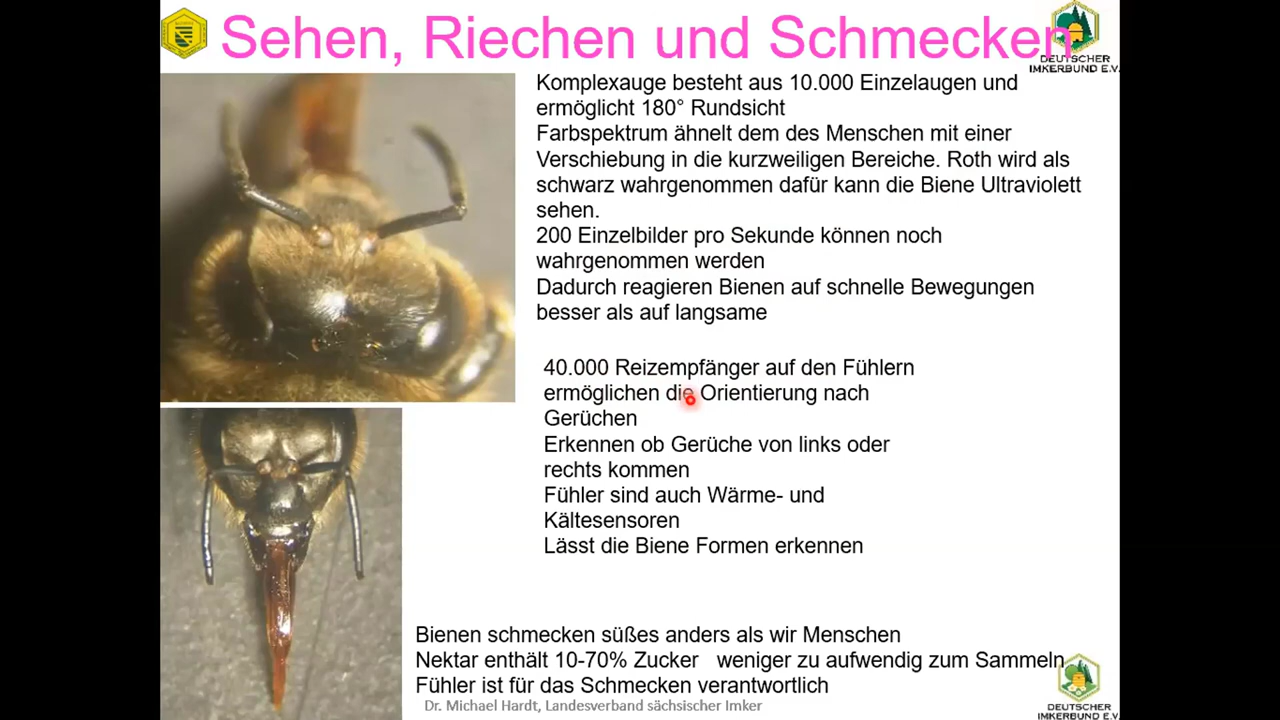 Sehen, Riechen und Schmecken
DEUTSCHER
IMKERBUND E.V.
Komplexauge besteht aus 10.000 Einzelaugen und
ermöglicht 180° Rundsicht
Farbspektrum ähnelt dem des Menschen mit einer
Verschiebung in die kurzweiligen Bereiche. Roth wird als
schwarz wahrgenommen dafür kann die Biene Ultraviolett
sehen.
200 Einzelbilder pro Sekunde können noch
wahrgenommen werden
Dadurch reagieren Bienen auf schnelle Bewegungen
besser als auf langsame
40.000 Reizempfänger auf den Fühlern
ermöglichen die Orientierung nach
Gerüchen
Erkennen ob Gerüche von links oder
rechts kommen
Fühler sind auch Wärme- und
Kältesensoren
Lässt die Biene Formen erkennen
Bienen schmecken süßes anders als wir Menschen
Nektar enthält 10-70% Zucker weniger zu aufwendig zum Sammeln
Fühler ist für das Schmecken verantwortlich
Dr. Michael Hardt, Landesverband sächsischer Imker
DEUTSCHER
IMKERBUND E.V